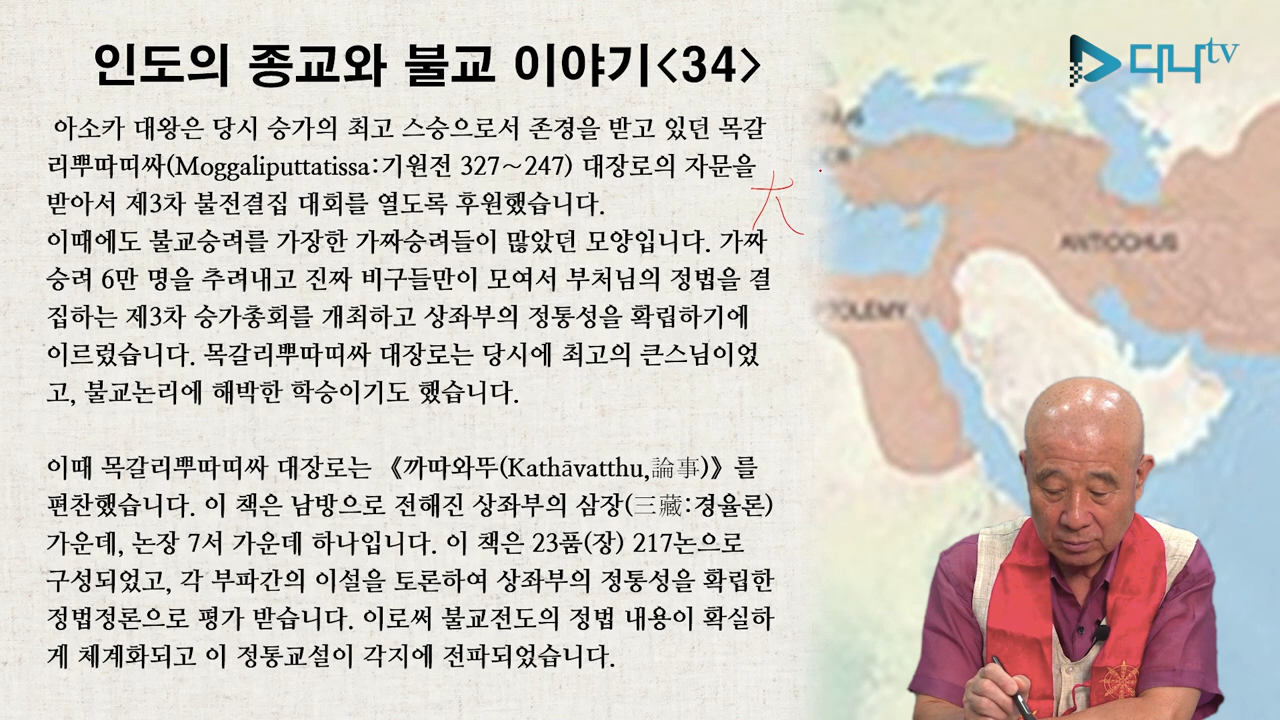 인도의 종교와 불교 이야기<34>
아소카 대왕은 당시 승가의 최고 스승으로서 존경을 받고 있던 목갈
리뿌따띠싸(Moggaliputtatissa:기원전 327~247) 대장로의 자문을
받아서 제3차 불전결집 대회를 열도록 후원했습니다.
이때에도 불교승려를 가장한 가짜승려들이 많았던 모양입니다. 가짜
승려 6만 명을 추려내고 진짜 비구들만이 모여서 부처님의 정법을 결
집하는 제3차 승가총회를 개최하고 상좌부의 정통성을 확립하기에
이르렀습니다. 목갈리뿌따띠싸 대장로는 당시에 최고의 큰스님이었
고, 불교논리에 해박한 학승이기도 했습니다.
이때 목갈리뿌따띠싸 대장로는 《까따와뚜(Kathāvatthu,論事)》를
편찬했습니다. 이 책은 남방으로 전해진 상좌부의 삼장(三藏:경율론)
가운데, 논장 7서 가운데 하나입니다. 이 책은 23품(장) 217논으로
구성되었고, 각 부파간의 이설을 토론하여 상좌부의 정통성을 확립한
정법정론으로 평가 받습니다. 이로써 불교전도의 정법 내용이 확실하
게 체계화되고 이 정통교설이 각지에 전파되었습니다.
다나tv
ANTIOCHUS
TOLEMY
大